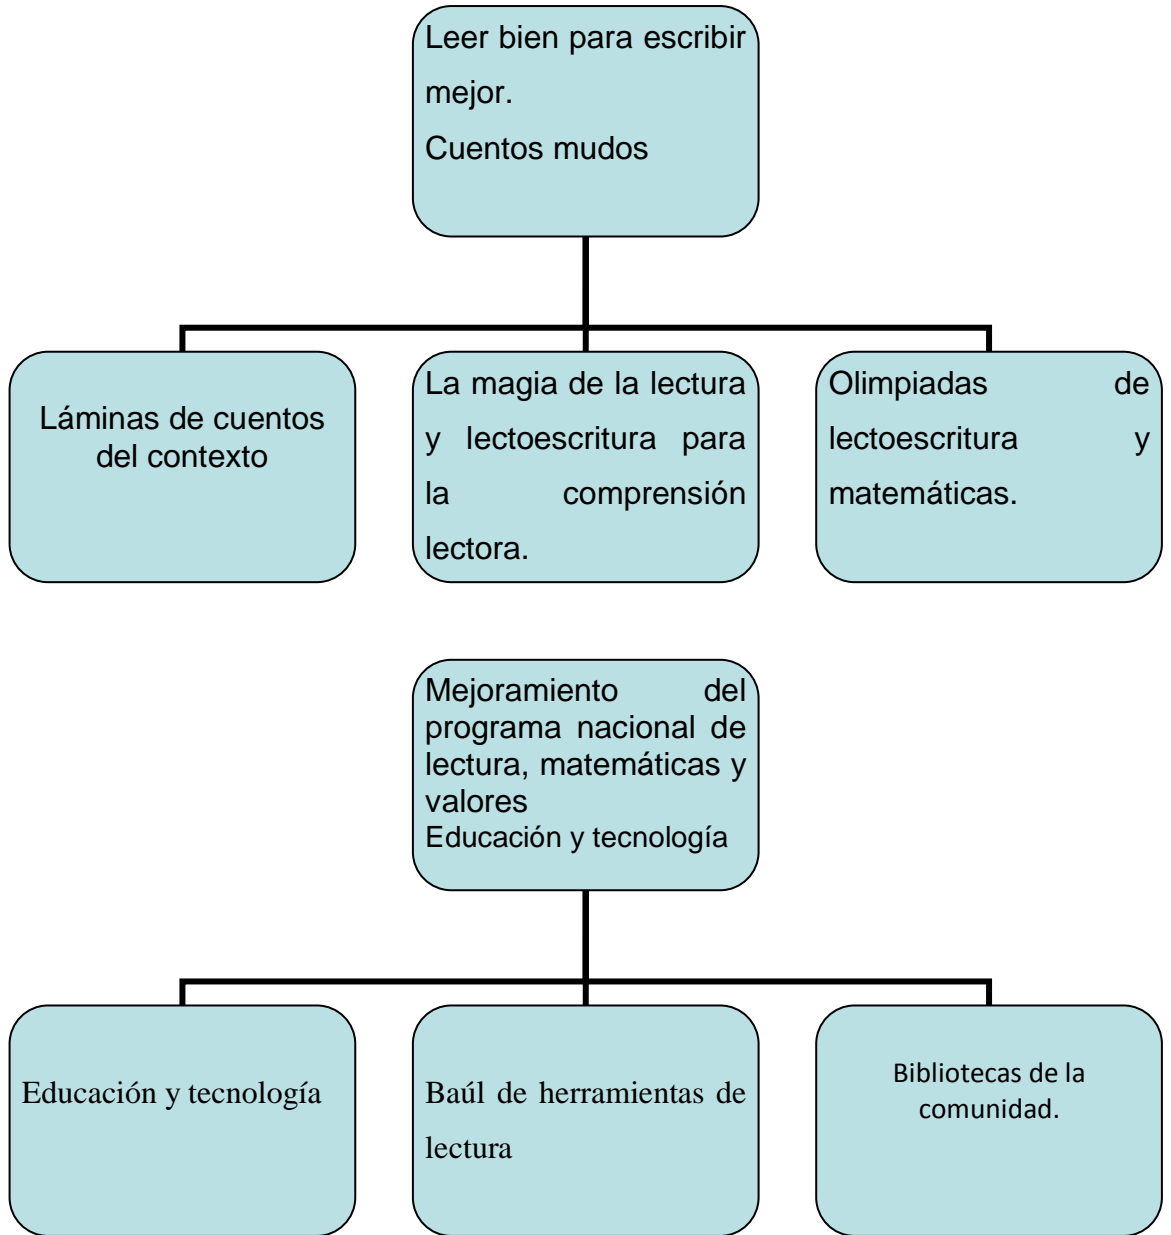 Leer bien para escribir
mejor.
Cuentos mudos
Láminas de cuentos
del contexto
La magia de la lectura
y lectoescritura para
la comprensión
lectora.
Olimpiadas de
lectoescritura y
matemáticas.
Mejoramiento del
programa nacional de
lectura, matemáticas y
valores
Educación y tecnología
Educación y tecnología
Baúl de herramientas de
lectura
Bibliotecas de la
comunidad.